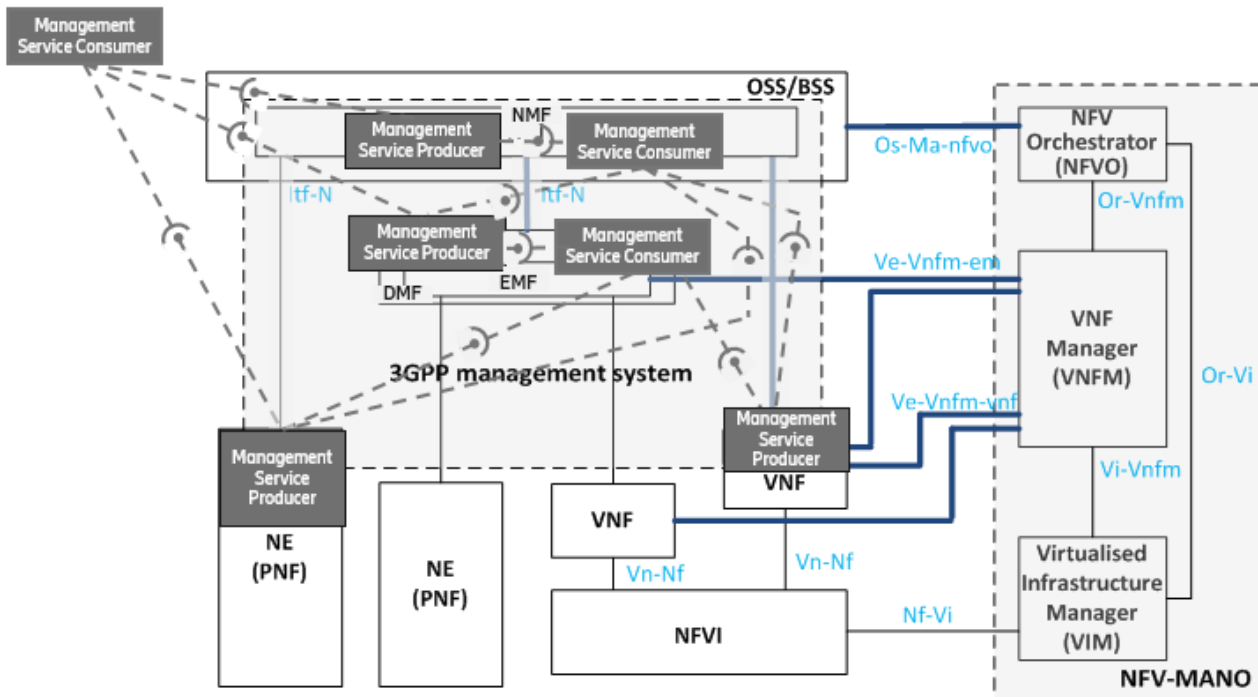 Management
Service Consumer
OSS/BSS
NMF
Management
Service Producer
Management
Service Consumer
Os-Ma-nfvo
NFV
Orchestrator
(NFVO)
Itf-N
Itf-N
Or-Vnfm
Management
Service Producer
Management
Service Consumer
EMF
DMF
Ve-Vnfm-em
VNF
Manager
(VNFM)
3GPP management system
Or-Vi
Ve-Vnfm-vnf
Management
Service
Producer
Management
Service
Producer
VNF
Vi-Vnfm
NE
(PNF)
NE
(PNF)
VNF
Vn-Nf
Vn-Nf
Virtualised
Infrastructure
Manager
(VIM)
NFVI
Nf-Vi
NFV-MANO